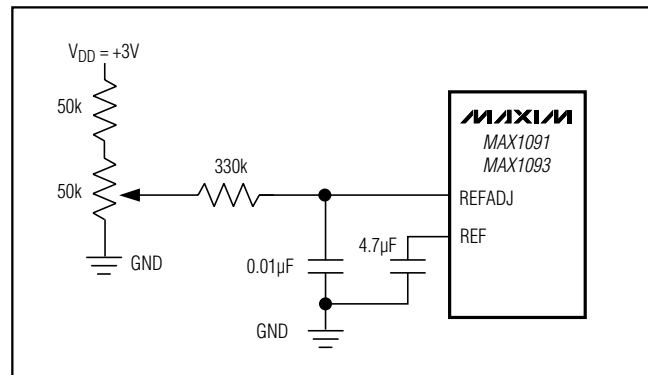 V_DD = +3V
50k
50k
GND
330k
0.01µF
4.7µF
GND
MAXIM
MAX1091
MAX1093
REFADJ
REF